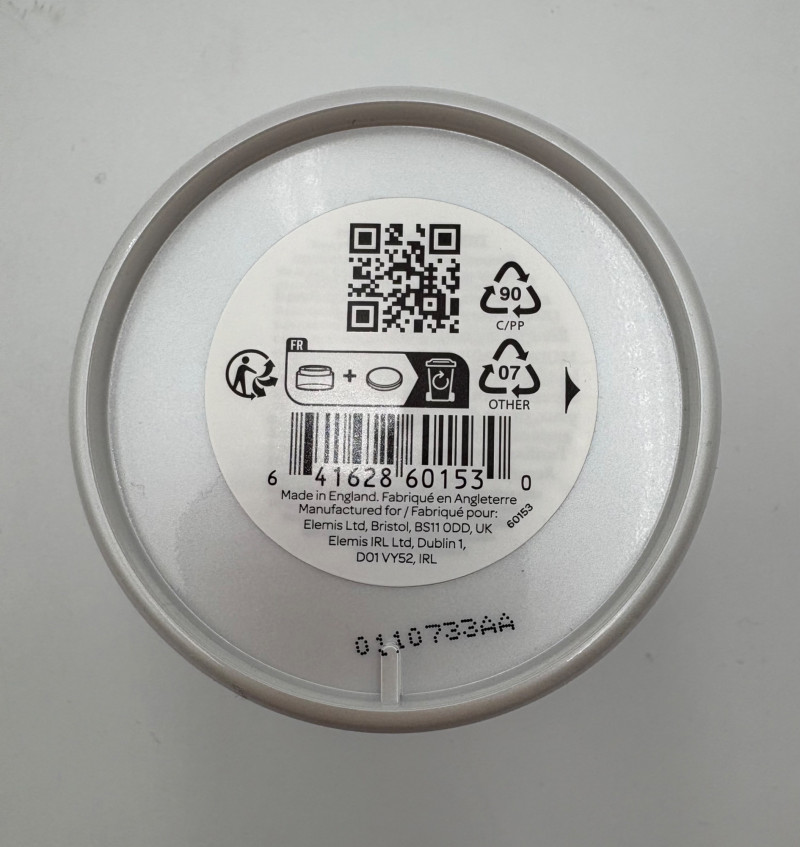 90
C/PP
FR
07
OTHER
6 41628 60153 0
Made in England. Fabriqué en Angleterre
Manufactured for / Fabriqué pour:
Elemis Ltd, Bristol, BS11 0DD, UK
60153
Elemis IRL Ltd, Dublin 1,
D01 VY52, IRL
0110733AA